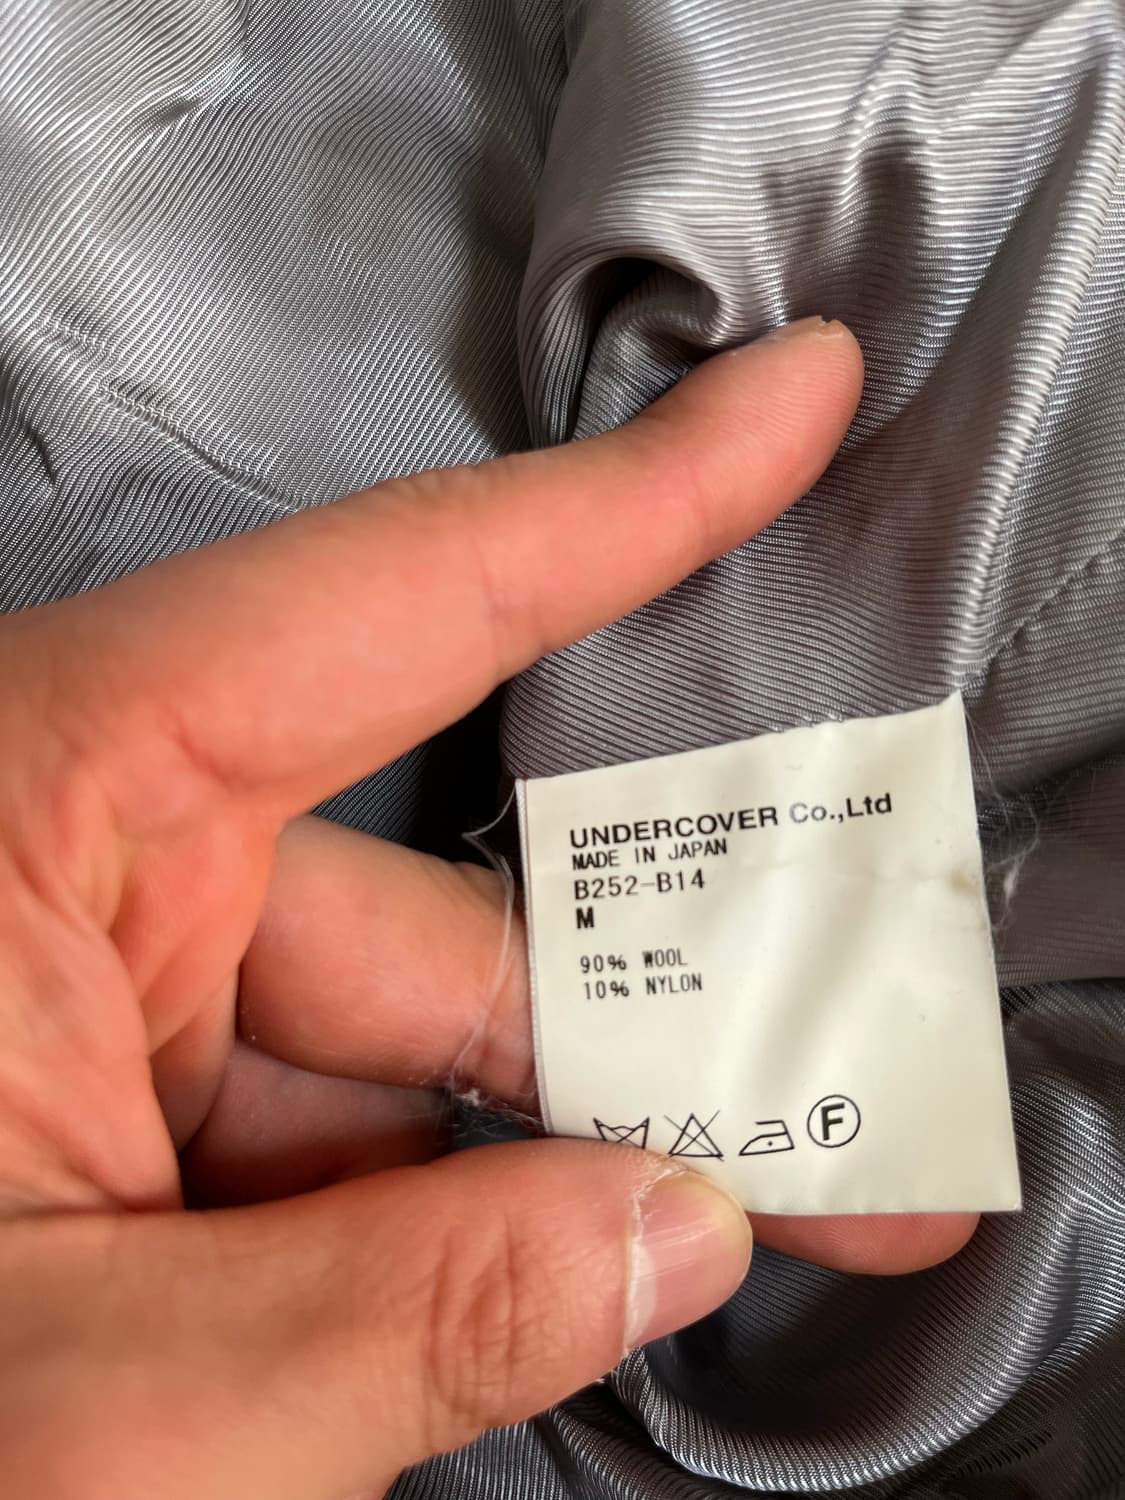 UNDERCOVER Co.,Ltd
MADE IN JAPAN
B252-B14
M
90% WOOL
10% NYLON
F